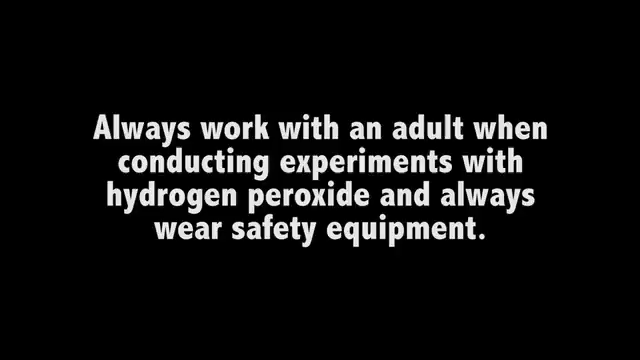 Always work with an adult when
conducting experiments with
hydrogen peroxide and always
wear safety equipment.